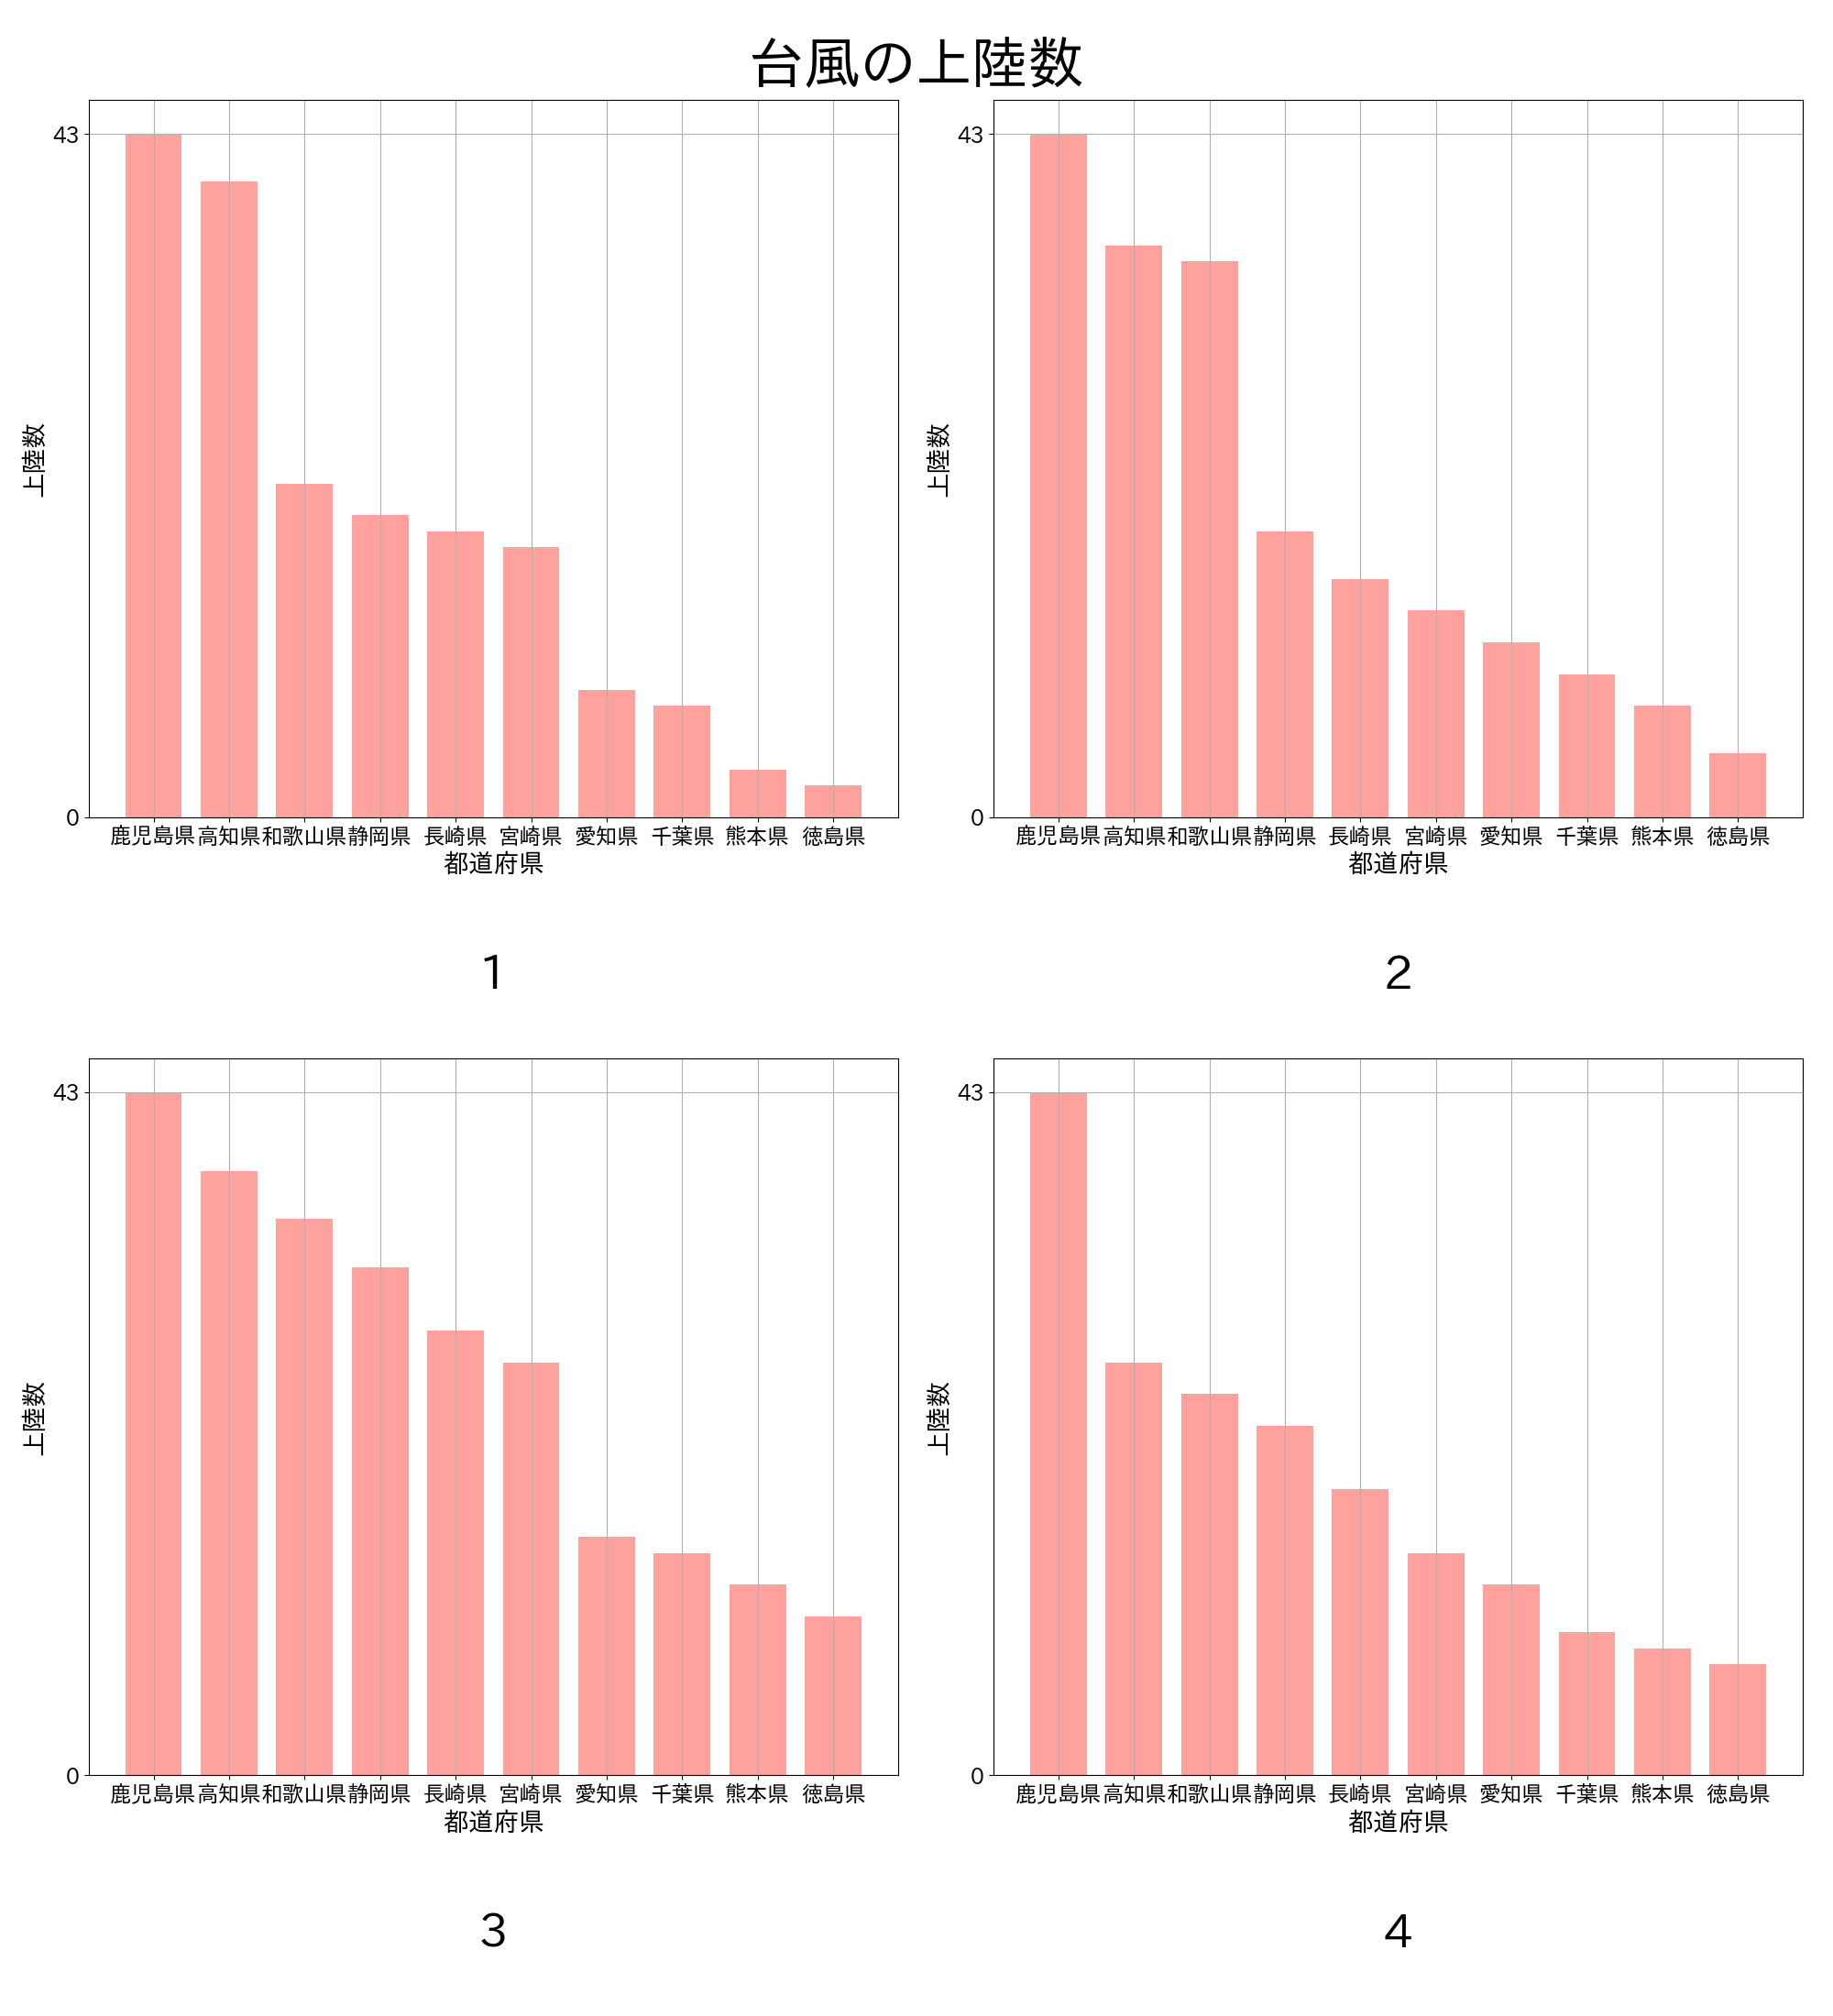 台風の上陸数
43
0
上陸数
鹿児島県 高知県 和歌山県 静岡県 長崎県 宮崎県 愛知県 千葉県 熊本県 徳島県
都道府県
1
43
0
上陸数
鹿児島県 高知県 和歌山県 静岡県 長崎県 宮崎県 愛知県 千葉県 熊本県 徳島県
都道府県
2
43
0
上陸数
鹿児島県 高知県 和歌山県 静岡県 長崎県 宮崎県 愛知県 千葉県 熊本県 徳島県
都道府県
3
43
0
上陸数
鹿児島県 高知県 和歌山県 静岡県 長崎県 宮崎県 愛知県 千葉県 熊本県 徳島県
都道府県
4